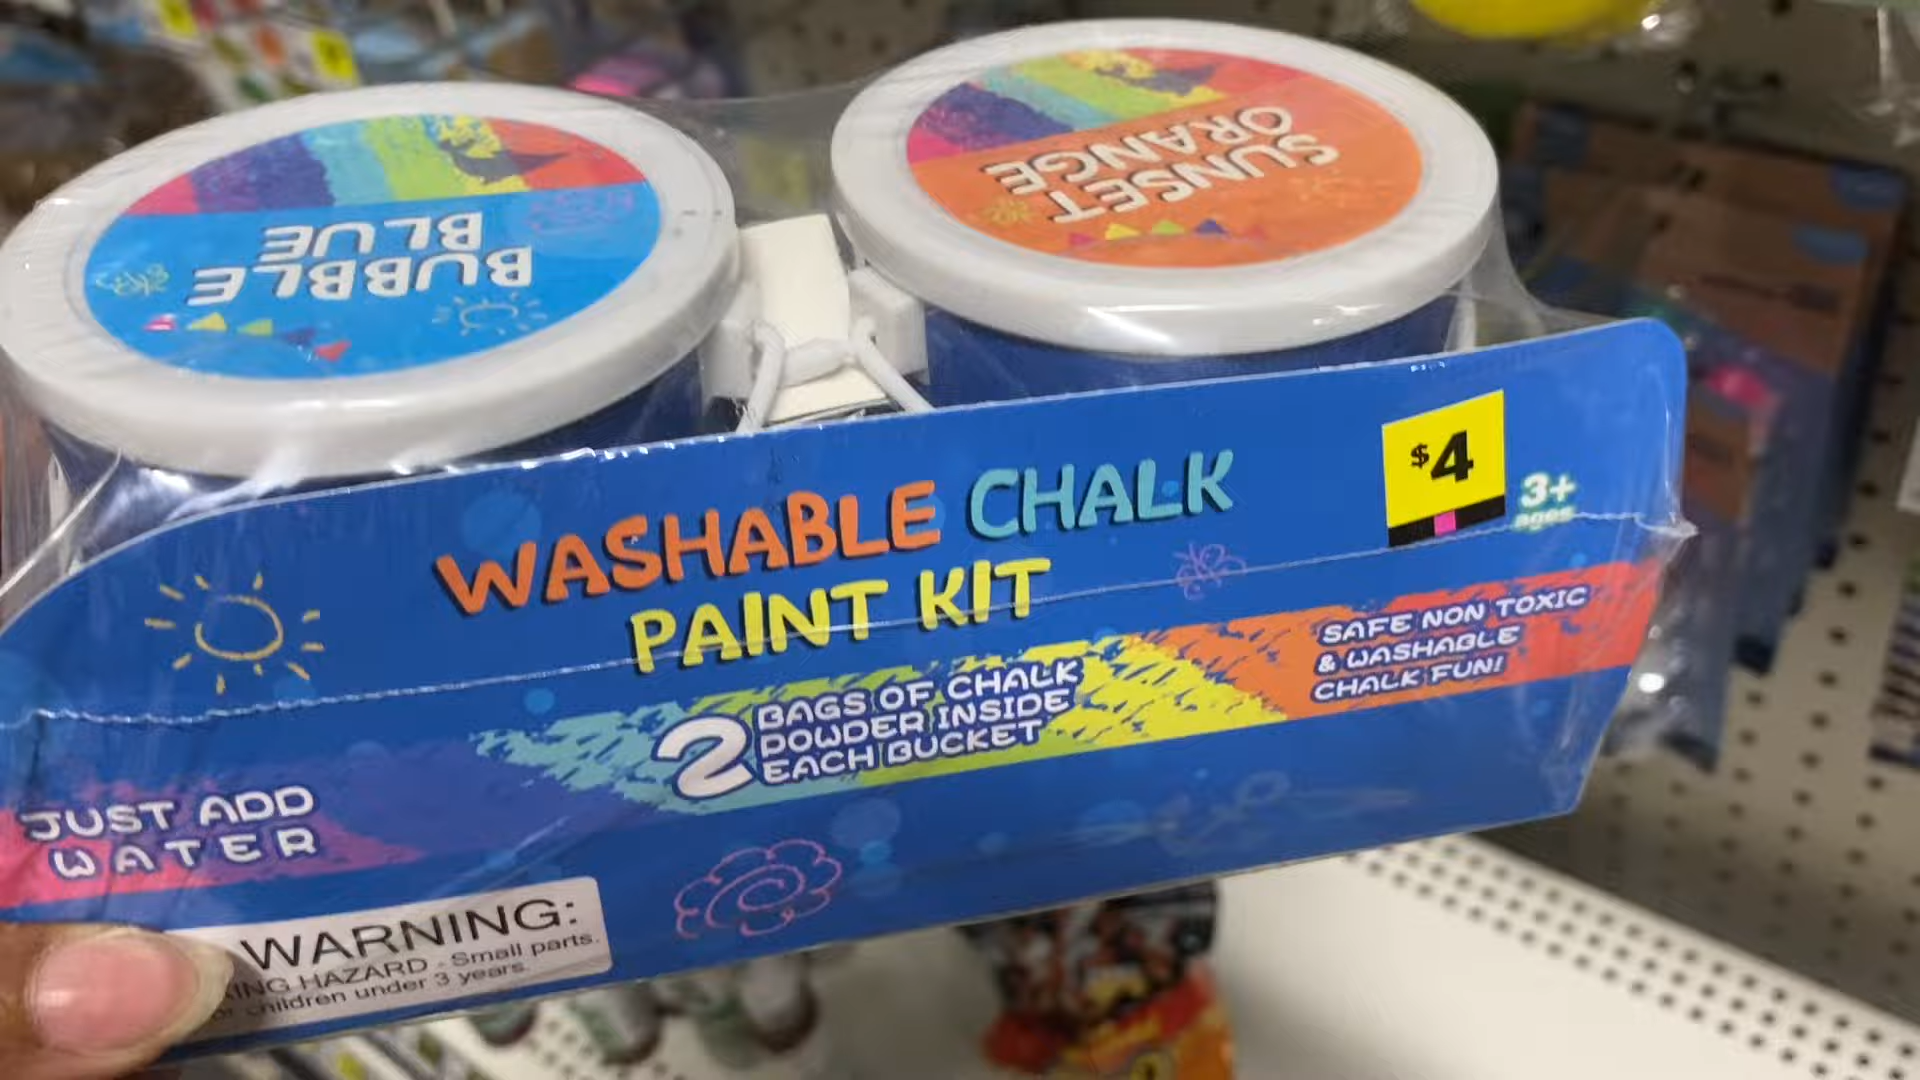 BUBBLE
BLUE
SUNSET
ORANGE
WASHABLE CHALK
PAINT KIT
$4
3+
ages
JUST ADD
WATER
2 BAGS OF CHALK
POWDER INSIDE
EACH BUCKET
SAFE NON TOXIC
& WASHABLE
CHALK FUN!
WARNING:
HAZARD - Small parts.
children under 3 years.